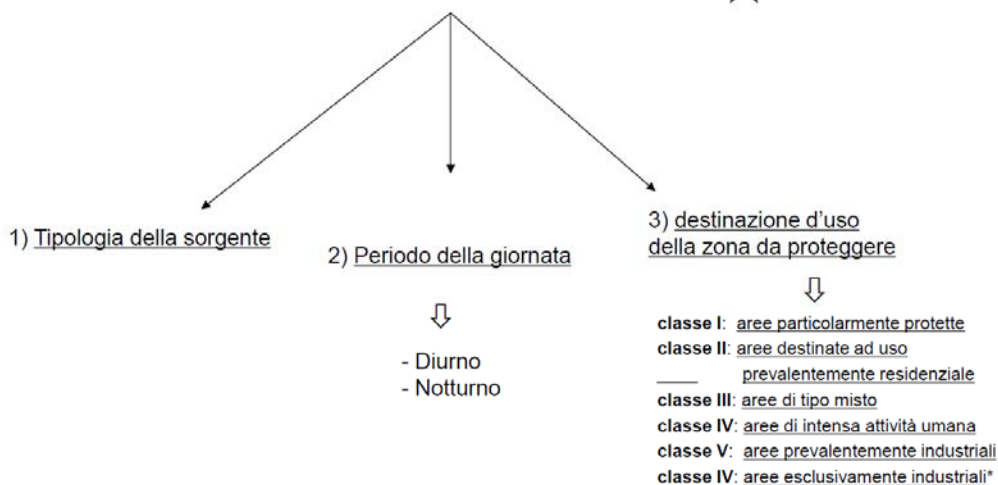 1) Tipologia della sorgente
2) Periodo della giornata
- Diurno
- Notturno
3) destinazione d'uso
della zona da proteggere
classe I: aree particolarmente protette
classe II: aree destinate ad uso
____ prevalentemente residenziale
classe III: aree di tipo misto
classe IV: aree di intensa attività umana
classe V: aree prevalentemente industriali
classe IV: aree esclusivamente industriali*